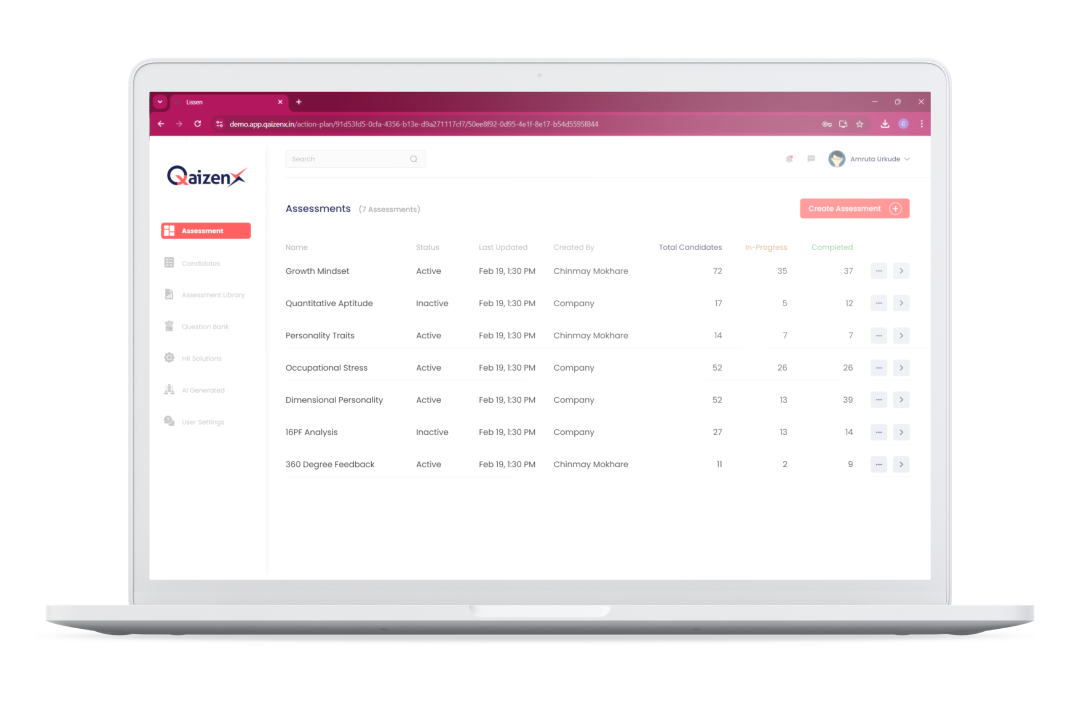 Lissen
demo.app.qaizenx.in/action-plan/91d53fd5-0cfa-4356-b13e-d9a271117cf7/50ee8f92-0d95-4e1f-8e17-b54d5595f844
C
QaizenX
Search
Amruta Urkude
Assessments (7 Assessments)
Create Assessment
Assessment
Candidates
Assessment Library
Question Bank
HR Solutions
AI Generated
User Settings
Name Status Last Updated Created By Total Candidates In-Progress Completed
Growth Mindset Active Feb 19, 1:30 PM Chinmay Mokhare 72 35 37
Quantitative Aptitude Inactive Feb 19, 1:30 PM Company 17 5 12
Personality Traits Active Feb 19, 1:30 PM Chinmay Mokhare 14 7 7
Occupational Stress Active Feb 19, 1:30 PM Company 52 26 26
Dimensional Personality Active Feb 19, 1:30 PM Company 52 13 39
16PF Analysis Inactive Feb 19, 1:30 PM Company 27 13 14
360 Degree Feedback Active Feb 19, 1:30 PM Chinmay Mokhare 11 2 9